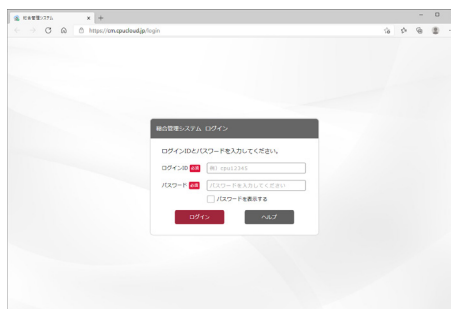 総合管理システム
https://cm.cpucloud.jp/login
総合管理システム ログイン
ログインIDとパスワードを入力してください。
ログインID 必須 例) cpu12345
パスワード 必須 パスワードを入力してください
パスワードを表示する
ログイン ヘルプ